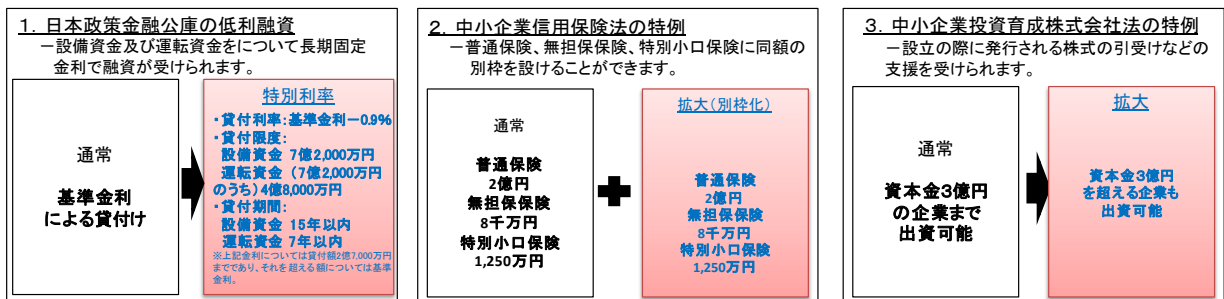 1．日本政策金融公庫の低利融資
－設備資金及び運転資金をについて長期固定
金利で融資が受けられます。
通常
基準金利
による貸付け
特別利率
・貸付利率：基準金利－0.9%
・貸付限度：
設備資金 7億2,000万円
運転資金 （7億2,000万円
のうち）4億8,000万円
・貸付期間：
設備資金 15年以内
運転資金 7年以内
※上記金利については貸付額2億7,000万円
までであり、それを超える額については基準
金利。
2．中小企業信用保険法の特例
－普通保険、無担保保険、特別小口保険に同額の
別枠を設けることができます。
通常
普通保険
2億円
無担保保険
8千万円
特別小口保険
1,250万円
拡大（別枠化）
普通保険
2億円
無担保保険
8千万円
特別小口保険
1,250万円
3．中小企業投資育成株式会社法の特例
－設立の際に発行される株式の引受けなどの
支援を受けられます。
通常
資本金3億円
の企業まで
出資可能
拡大
資本金3億円
を超える企業も
出資可能